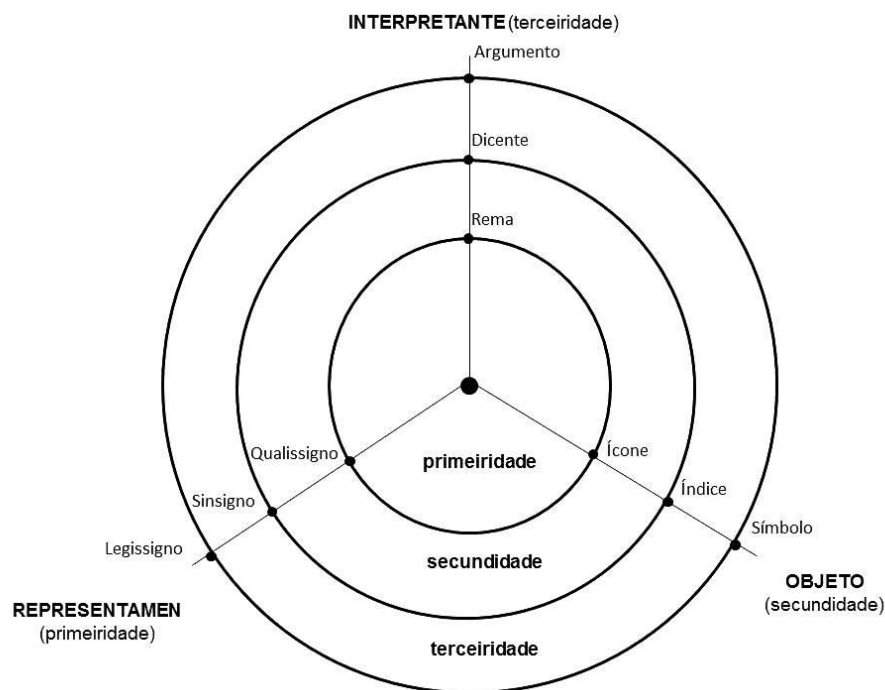 INTERPRETANTE (terceiridade)
Argumento
Dicente
Rema
Qualissigno
primeiridade
Ícone
Sinsigno
Índice
Legissigno
secundidade
Símbolo
REPRESENTAMEN
(primeiridade)
OBJETO
(secundidade)
terceiridade